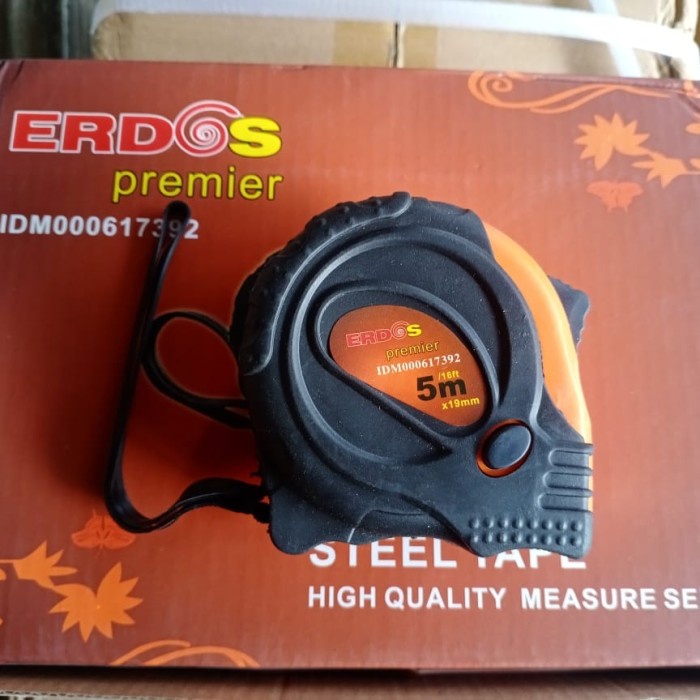 ERDOS
premier
IDM000617392
ERDOS
premier
IDM000617392
/16ft
5m
x19mm
STEEL TAPE
HIGH QUALITY MEASURE SE